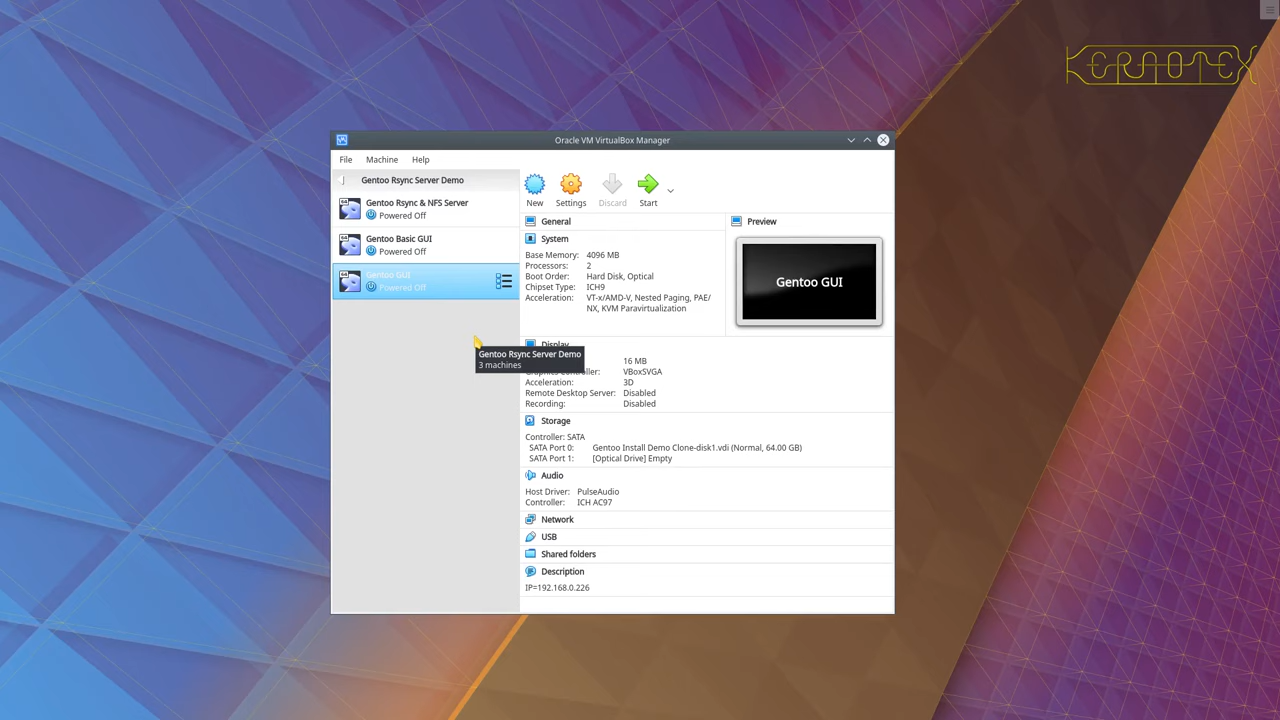 KERNOTEX
Oracle VM VirtualBox Manager
File Machine Help
Gentoo Rsync Server Demo
Gentoo Rsync & NFS Server
Powered Off
Gentoo Basic GUI
Powered Off
Gentoo GUI
Powered Off
Gentoo Rsync Server Demo
3 machines
New Settings Discard Start
General
System
Base Memory: 4096 MB
Processors: 2
Boot Order: Hard Disk, Optical
Chipset Type: ICH9
Acceleration: VT-x/AMD-V, Nested Paging, PAE/
NX, KVM Paravirtualization
Preview
Gentoo GUI
Display
16 MB
VBoxSVGA
Acceleration: 3D
Remote Desktop Server: Disabled
Recording: Disabled
Storage
Controller: SATA
SATA Port 0: Gentoo Install Demo Clone-disk1.vdi (Normal, 64.00 GB)
SATA Port 1: [Optical Drive] Empty
Audio
Host Driver: PulseAudio
Controller: ICH AC97
Network
USB
Shared folders
Description
IP=192.168.0.226